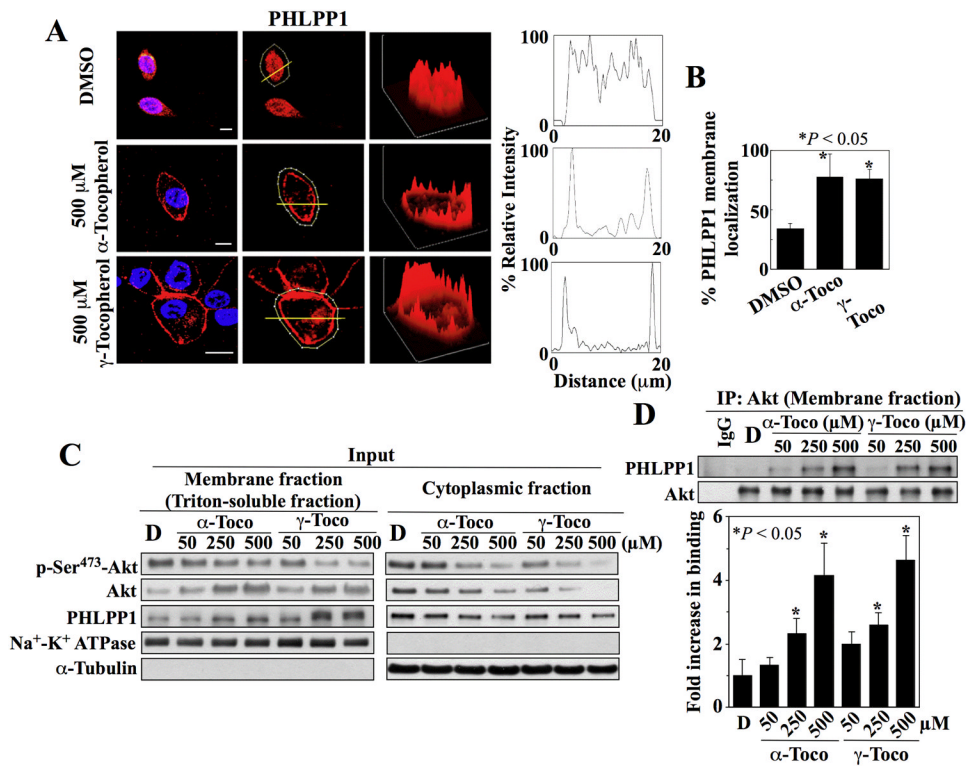 A
PHLPP1
DMSO
500 µM
α-Tocopherol
500 µM
γ-Tocopherol
% Relative Intensity
100
0
0
20
100
0
0
20
100
0
0
20
Distance (µm)
B
% PHLPP1 membrane
localization
*P < 0.05
100
50
0
*
*
DMSO
α-Toco
γ-
Toco
C
Input
Membrane fraction
(Triton-soluble fraction)
Cytoplasmic fraction
D
α-Toco
γ-Toco
D
α-Toco
γ-Toco
50 250 500 50 250 500
50 250 500 50 250 500 (µM)
p-Ser473-Akt
Akt
PHLPP1
Na+-K+ ATPase
α-Tubulin
D
IP: Akt (Membrane fraction)
IgG
D
α-Toco (µM)
γ-Toco (µM)
50 250 500 50 250 500
PHLPP1
Akt
Fold increase in binding
*P < 0.05
6
4
2
0
*
*
*
*
D 50 250 500 50 250 500 µM
α-Toco γ-Toco